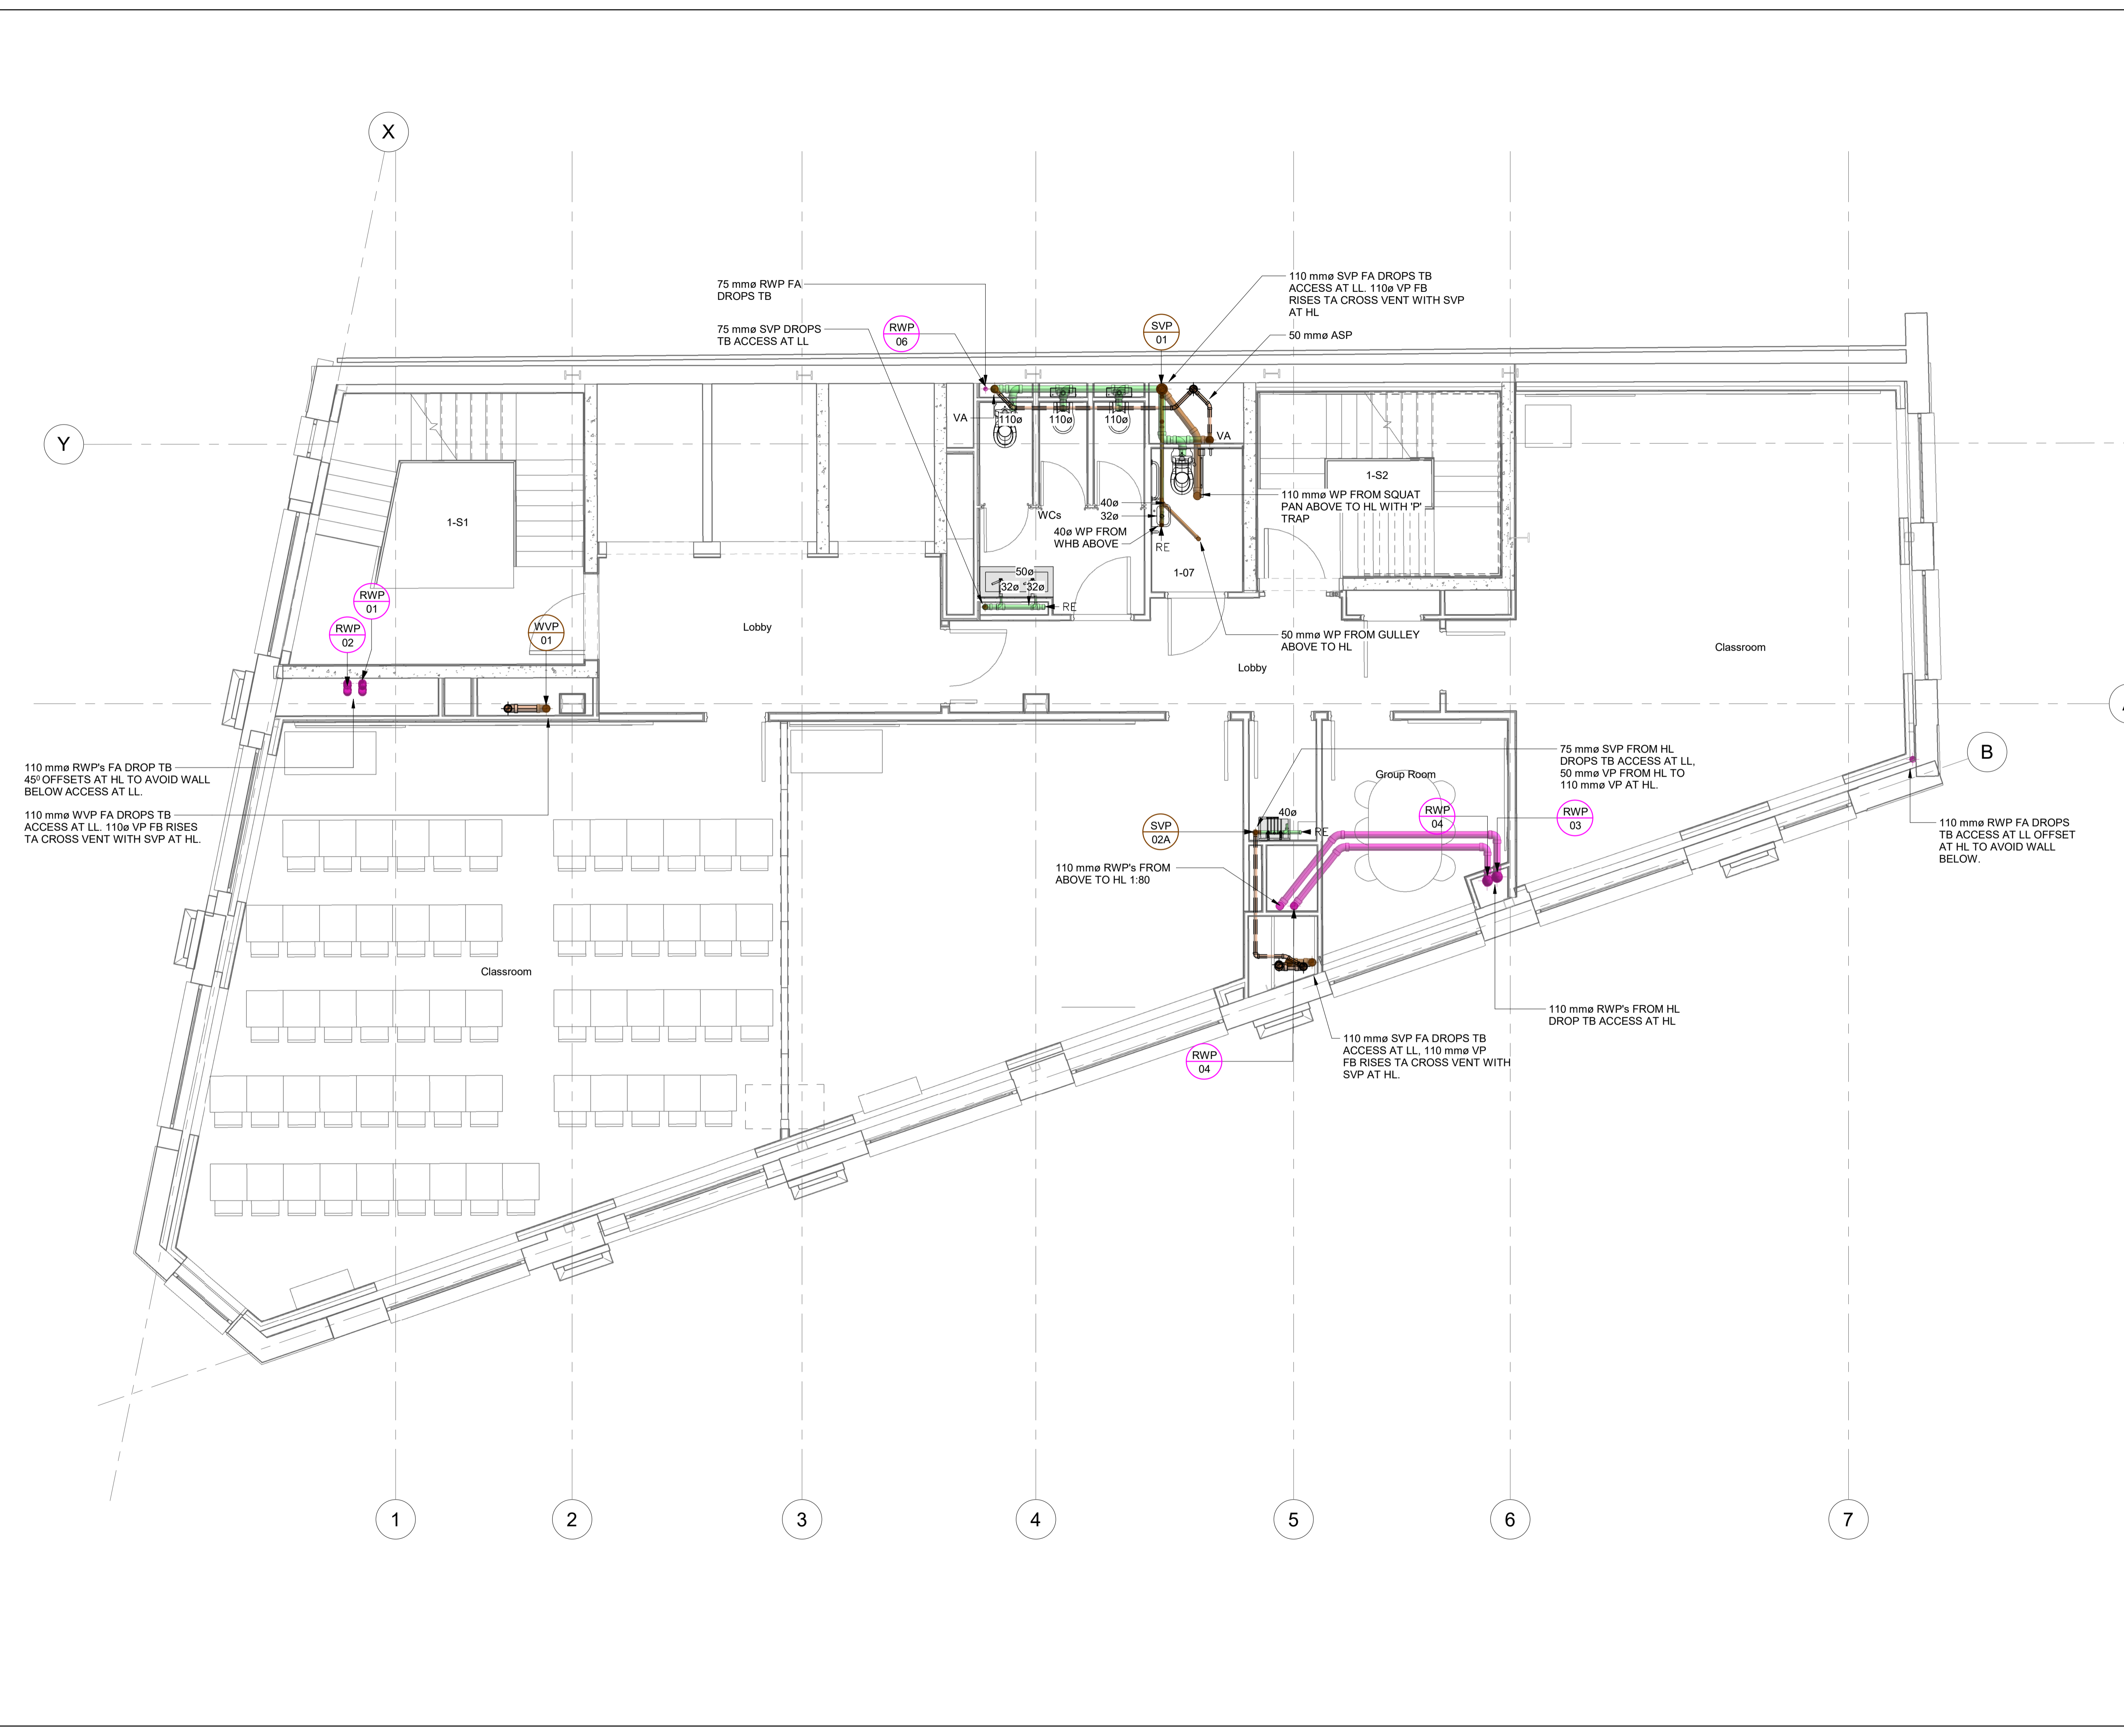 X
75 mmø RWP FA
DROPS TB
110 mmø SVP FA DROPS TB
ACCESS AT LL. 110ø VP FB
RISES TA CROSS VENT WITH SVP
AT HL
75 mmø SVP DROPS
TB ACCESS AT LL
RWP
06
SVP
01
50 mmø ASP
VA
110ø
110ø
110ø
VA
Y
1-S2
1-S1
40ø
32ø
WCs
40ø WP FROM
WHB ABOVE
RE
110 mmø WP FROM SQUAT
PAN ABOVE TO HL WITH 'P'
TRAP
50ø
32ø
32ø
RE
1-07
RWP
01
RWP
02
WVP
01
Lobby
50 mmø WP FROM GULLEY
ABOVE TO HL
Lobby
Classroom
110 mmø RWP's FA DROP TB
45⁰ OFFSETS AT HL TO AVOID WALL
BELOW ACCESS AT LL.
110 mmø WVP FA DROPS TB
ACCESS AT LL. 110ø VP FB RISES
TA CROSS VENT WITH SVP AT HL.
75 mmø SVP FROM HL
DROPS TB ACCESS AT LL,
50 mmø VP FROM HL TO
110 mmø VP AT HL.
B
Group Room
40ø
RE
SVP
02A
RWP
04
RWP
03
110 mmø RWP FA DROPS
TB ACCESS AT LL OFFSET
AT HL TO AVOID WALL
BELOW.
110 mmø RWP's FROM
ABOVE TO HL 1:80
Classroom
110 mmø RWP's FROM HL
DROP TB ACCESS AT HL
RWP
04
110 mmø SVP FA DROPS TB
ACCESS AT LL, 110 mmø VP
FB RISES TA CROSS VENT WITH
SVP AT HL.
1
2
3
4
5
6
7